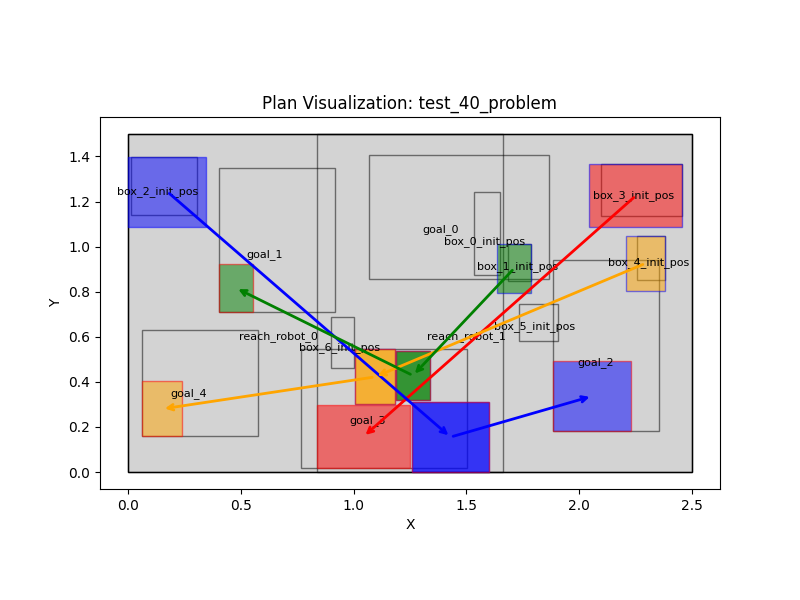 Plan Visualization: test_40_problem
1.4
1.2
1.0
0.8
0.6
0.4
0.2
0.0
Y
box_2_init_pos
box_3_init_pos
goal_0
box_0_init_pos
goal_1
box_1_init_pos
box_4_init_pos
box_5_init_pos
reach_robot_0
reach_robot_1
box_6_init_pos
goal_2
goal_4
goal_3
0.0
0.5
1.0
1.5
2.0
2.5
X